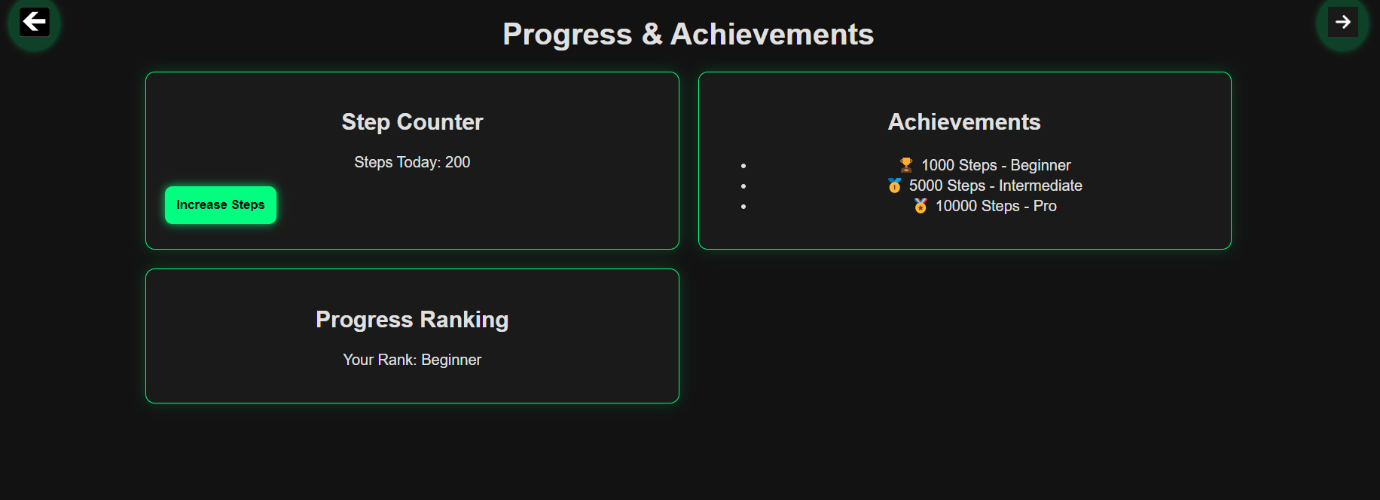 Progress & Achievements
Step Counter
Steps Today: 200
Increase Steps
Achievements
• 🏆 1000 Steps - Beginner
• 🥇 5000 Steps - Intermediate
• 🏅 10000 Steps - Pro
Progress Ranking
Your Rank: Beginner